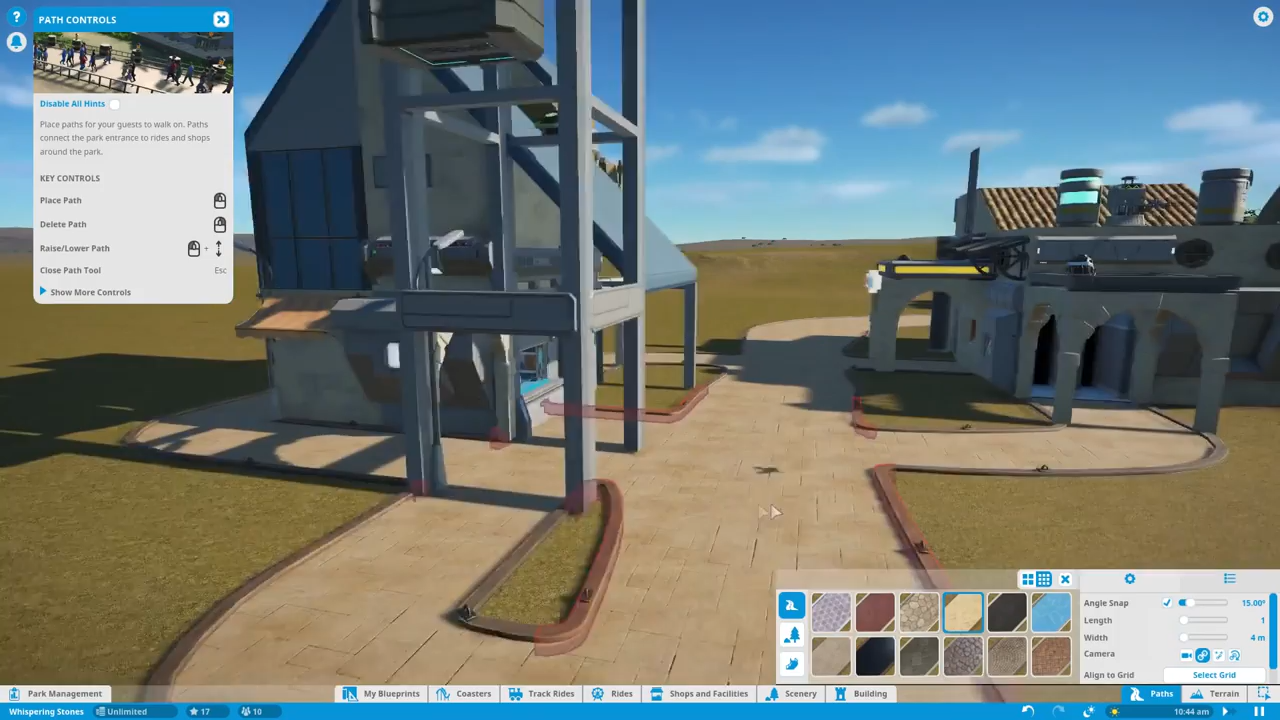 PATH CONTROLS
Disable All Hints
Place paths for your guests to walk on. Paths
connect the park entrance to rides and shops
around the park.
KEY CONTROLS
Place Path
Delete Path
Raise/Lower Path +
Close Path Tool Esc
Show More Controls
Angle Snap 15.00°
Length 1
Width 4 m
Camera
Align to Grid Select Grid
Park Management My Blueprints Coasters Track Rides Rides Shops and Facilities Scenery Building Paths Terrain
Whispering Stones Unlimited 17 10 10:44 am